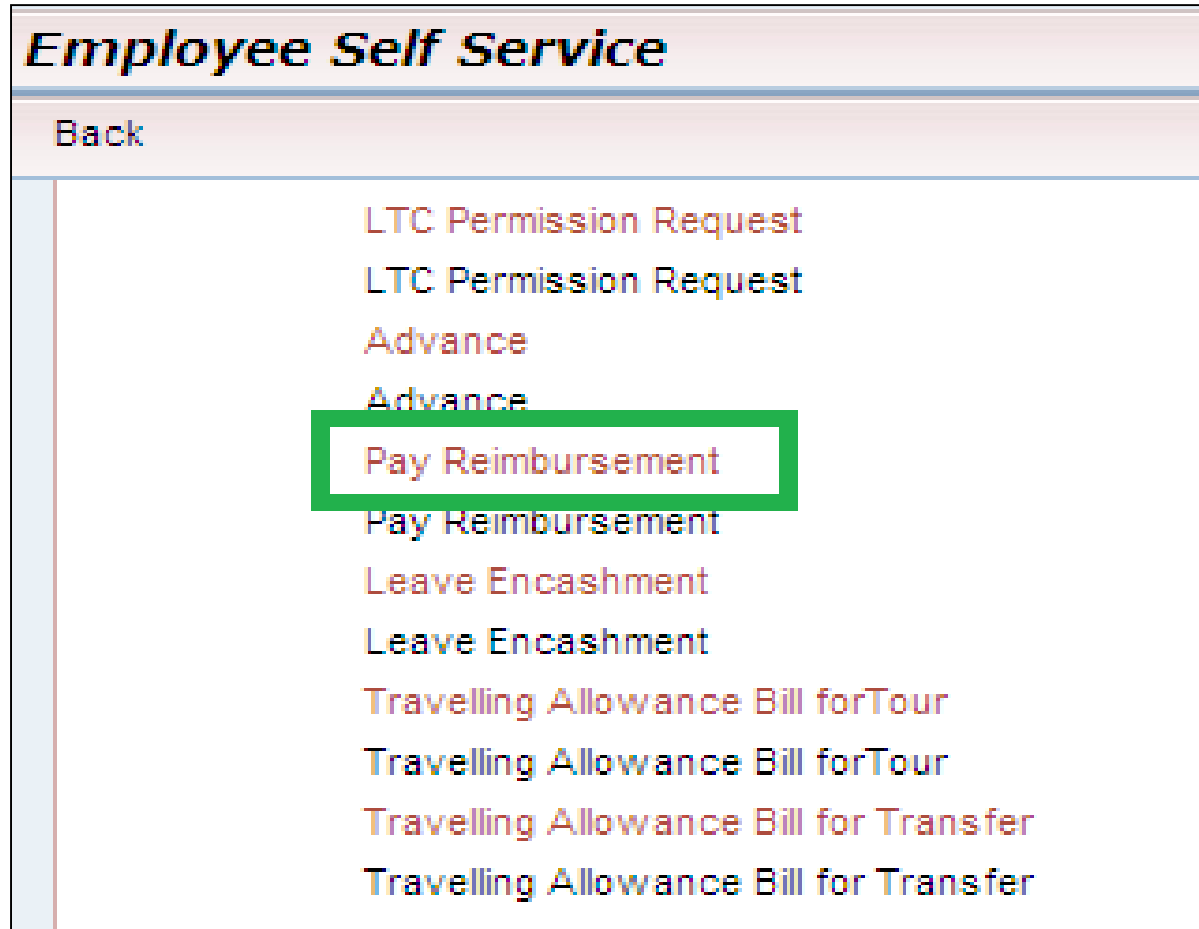 Employee Self Service
Back
LTC Permission Request
LTC Permission Request
Advance
Advance
Pay Reimbursement
Pay Reimbursement
Leave Encashment
Leave Encashment
Travelling Allowance Bill forTour
Travelling Allowance Bill forTour
Travelling Allowance Bill for Transfer
Travelling Allowance Bill for Transfer